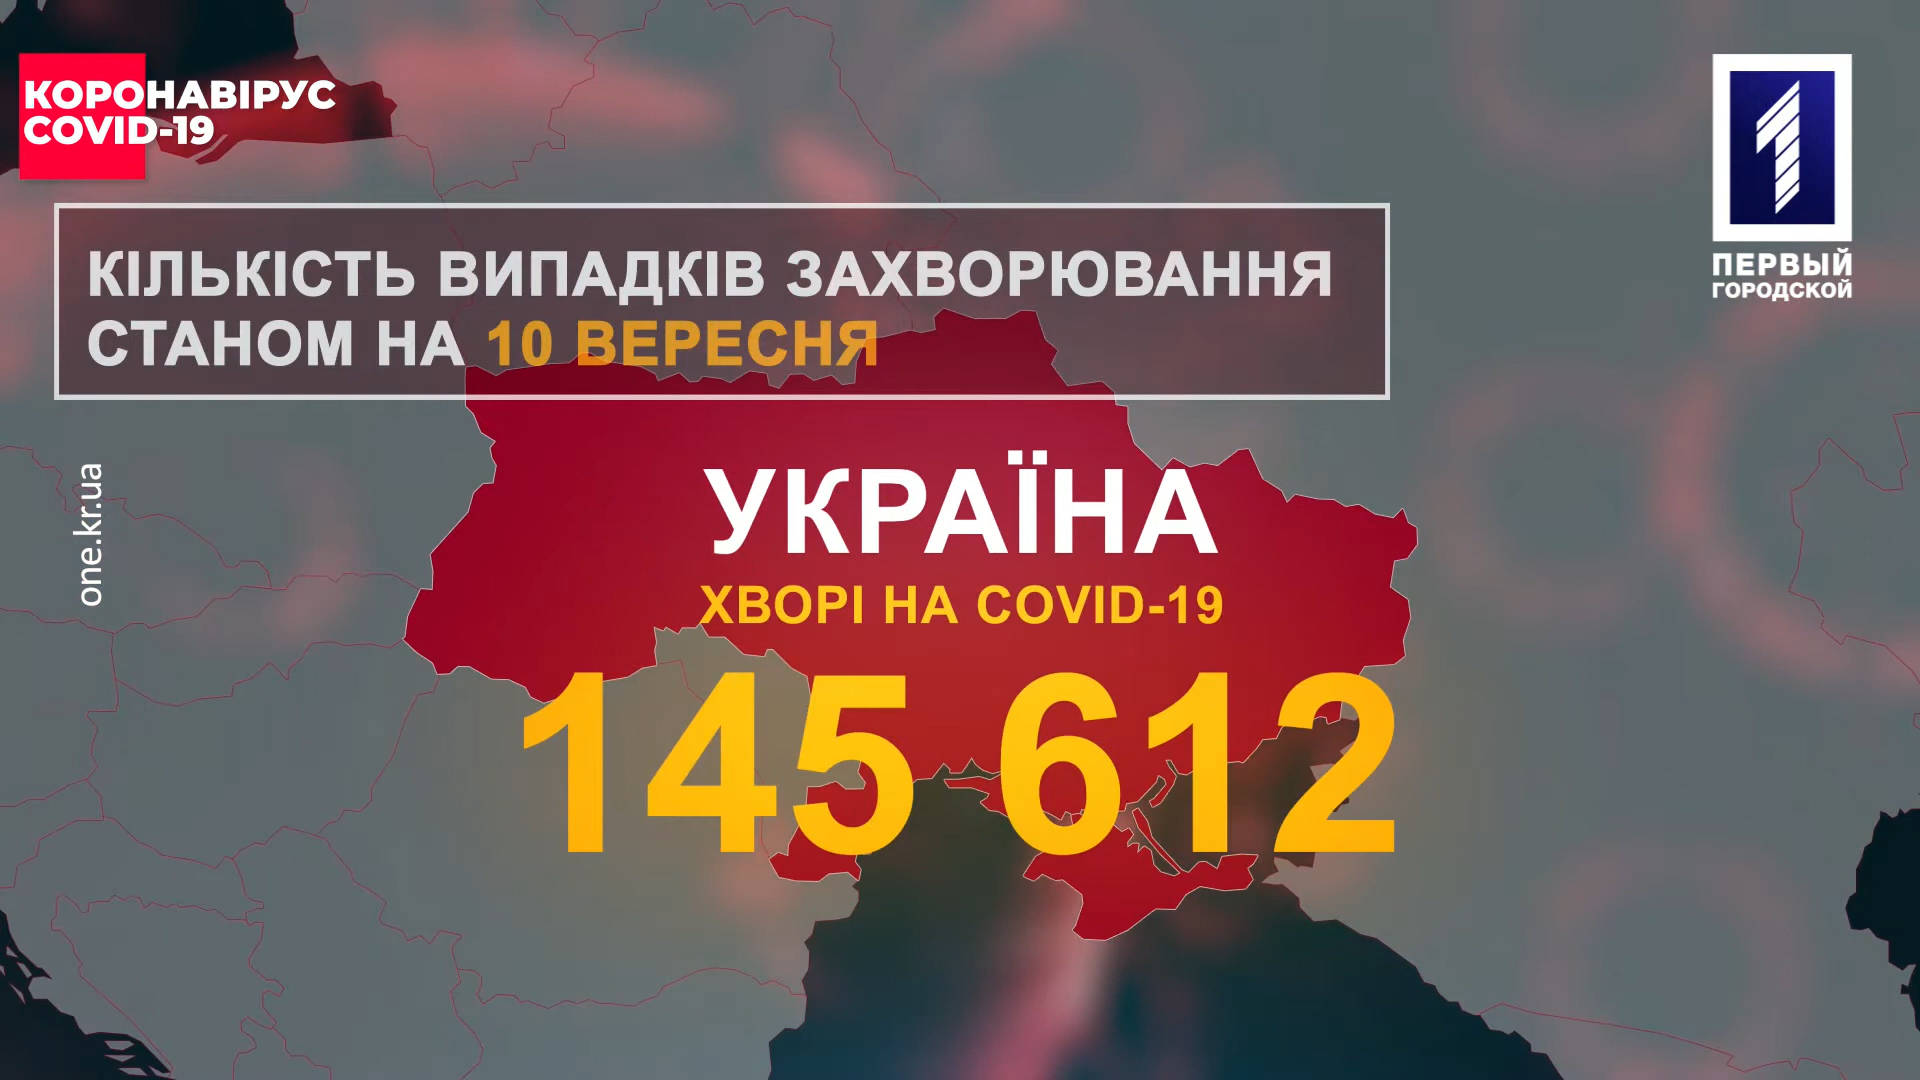 КОРОНАВІРУС
COVID-19
ПЕРВЫЙ
ГОРОДСКОЙ
КІЛЬКІСТЬ ВИПАДКІВ ЗАХВОРЮВАННЯ
СТАНОМ НА 10 ВЕРЕСНЯ
one.kr.ua
УКРАЇНА
ХВОРІ НА COVID-19
145 612